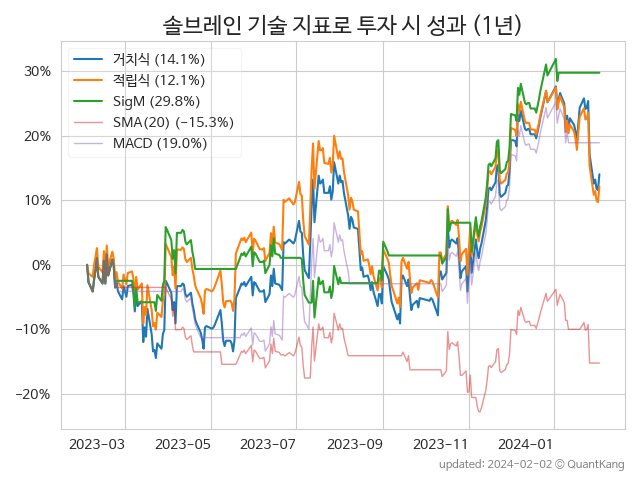 솔브레인 기술 지표로 투자 시 성과 (1년)
거치식 (14.1%)
적립식 (12.1%)
SigM (29.8%)
SMA(20) (−15.3%)
MACD (19.0%)
30%
20%
10%
0%
−10%
−20%
2023-03 2023-05 2023-07 2023-09 2023-11 2024-01
updated: 2024-02-02 © QuantKang